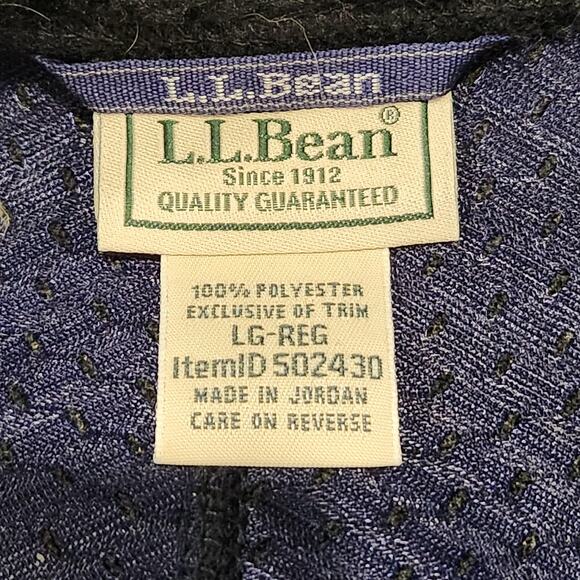 L.L.Bean
L.L.Bean®
Since 1912
QUALITY GUARANTEED
100% POLYESTER
EXCLUSIVE OF TRIM
LG-REG
ItemID 502430
MADE IN JORDAN
CARE ON REVERSE